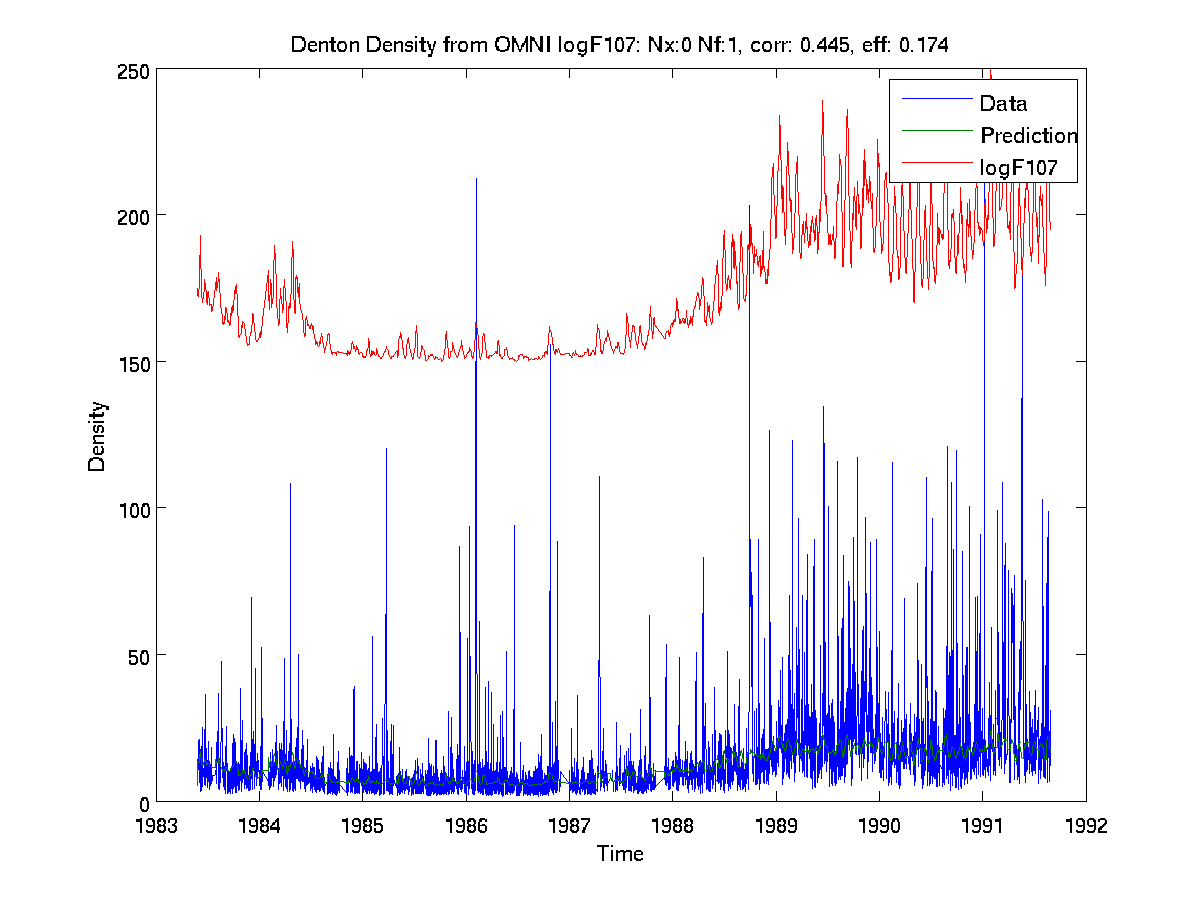 Denton Density from OMNI logF107: Nx:0 Nf:1, corr: 0.445, eff: 0.174
250
200
150
100
50
0
Density
Data
Prediction
logF107
1983 1984 1985 1986 1987 1988 1989 1990 1991 1992
Time